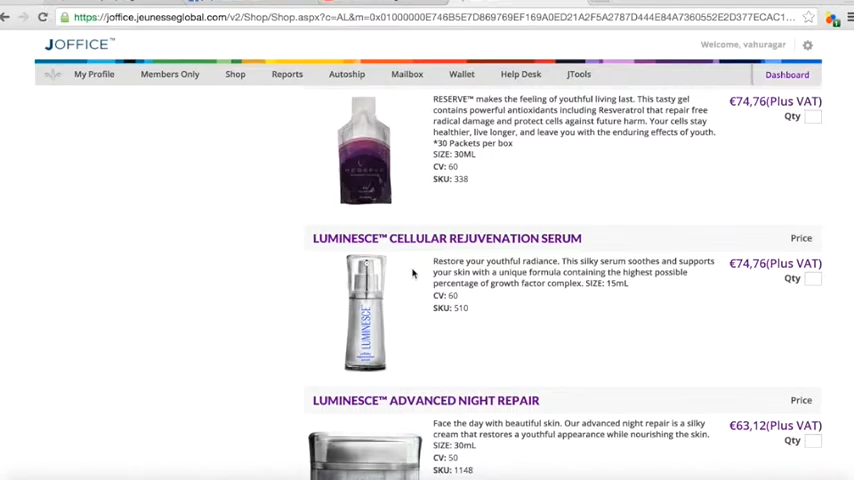 https://joffice.jeunesseglobal.com/v2/Shop/Shop.aspx?c=AL&m=0x01000000E746B5E7D869769EF169A0ED21A2F5A2787D444E84A7360552E2D377ECAC1...
JOFFICE™
Welcome, vahuragar
My Profile Members Only Shop Reports Autoship Mailbox Wallet Help Desk JTools Dashboard
RESERVE™ makes the feeling of youthful living last. This tasty gel
contains powerful antioxidants including Resveratrol that repair free
radical damage and protect cells against future harm. Your cells stay
healthier, live longer, and leave you with the enduring effects of youth.
*30 Packets per box
SIZE: 30ML
CV: 60
SKU: 338
€74,76(Plus VAT)
Qty
RESERVE
LUMINESCE™ CELLULAR REJUVENATION SERUM Price
Restore your youthful radiance. This silky serum soothes and supports
your skin with a unique formula containing the highest possible
percentage of growth factor complex. SIZE: 15mL
CV: 60
SKU: 510
€74,76(Plus VAT)
Qty
LUMINESCE
LUMINESCE™ ADVANCED NIGHT REPAIR Price
Face the day with beautiful skin. Our advanced night repair is a silky
cream that restores a youthful appearance while nourishing the skin.
SIZE: 30mL
CV: 50
SKU: 1148
€63,12(Plus VAT)
Qty